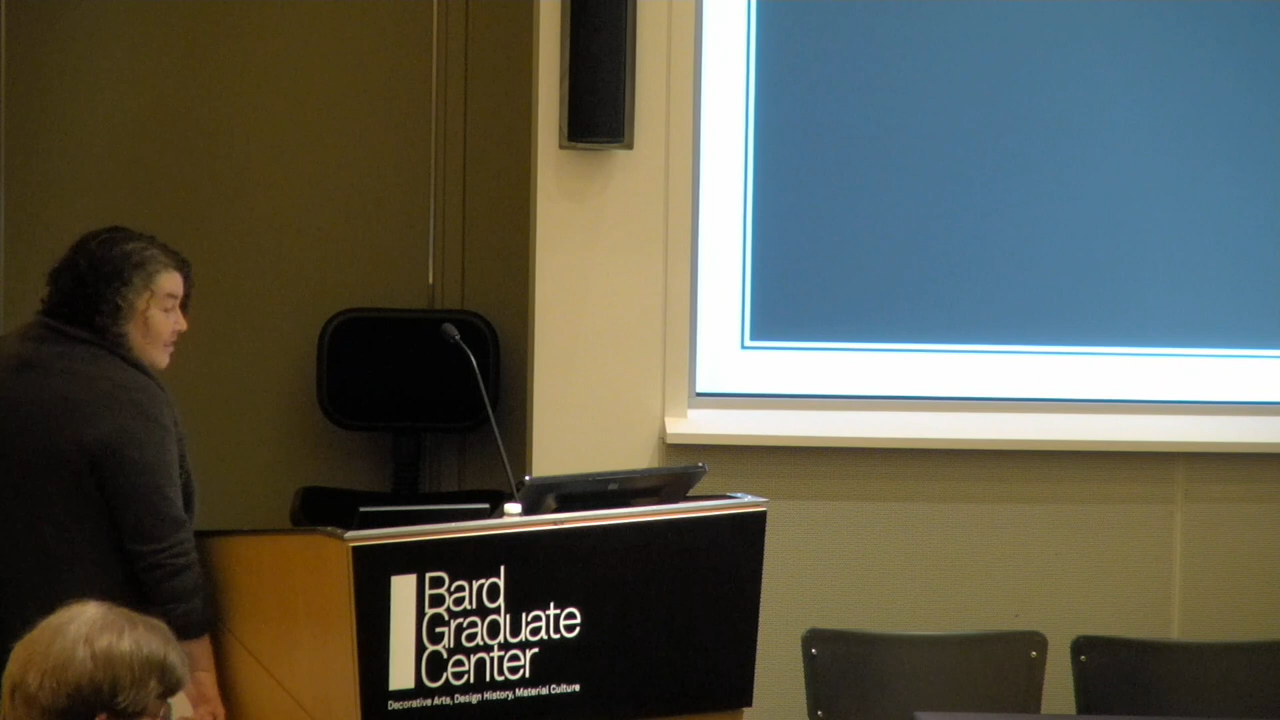 Bard
Graduate
Center
Decorative Arts, Design History, Material Culture